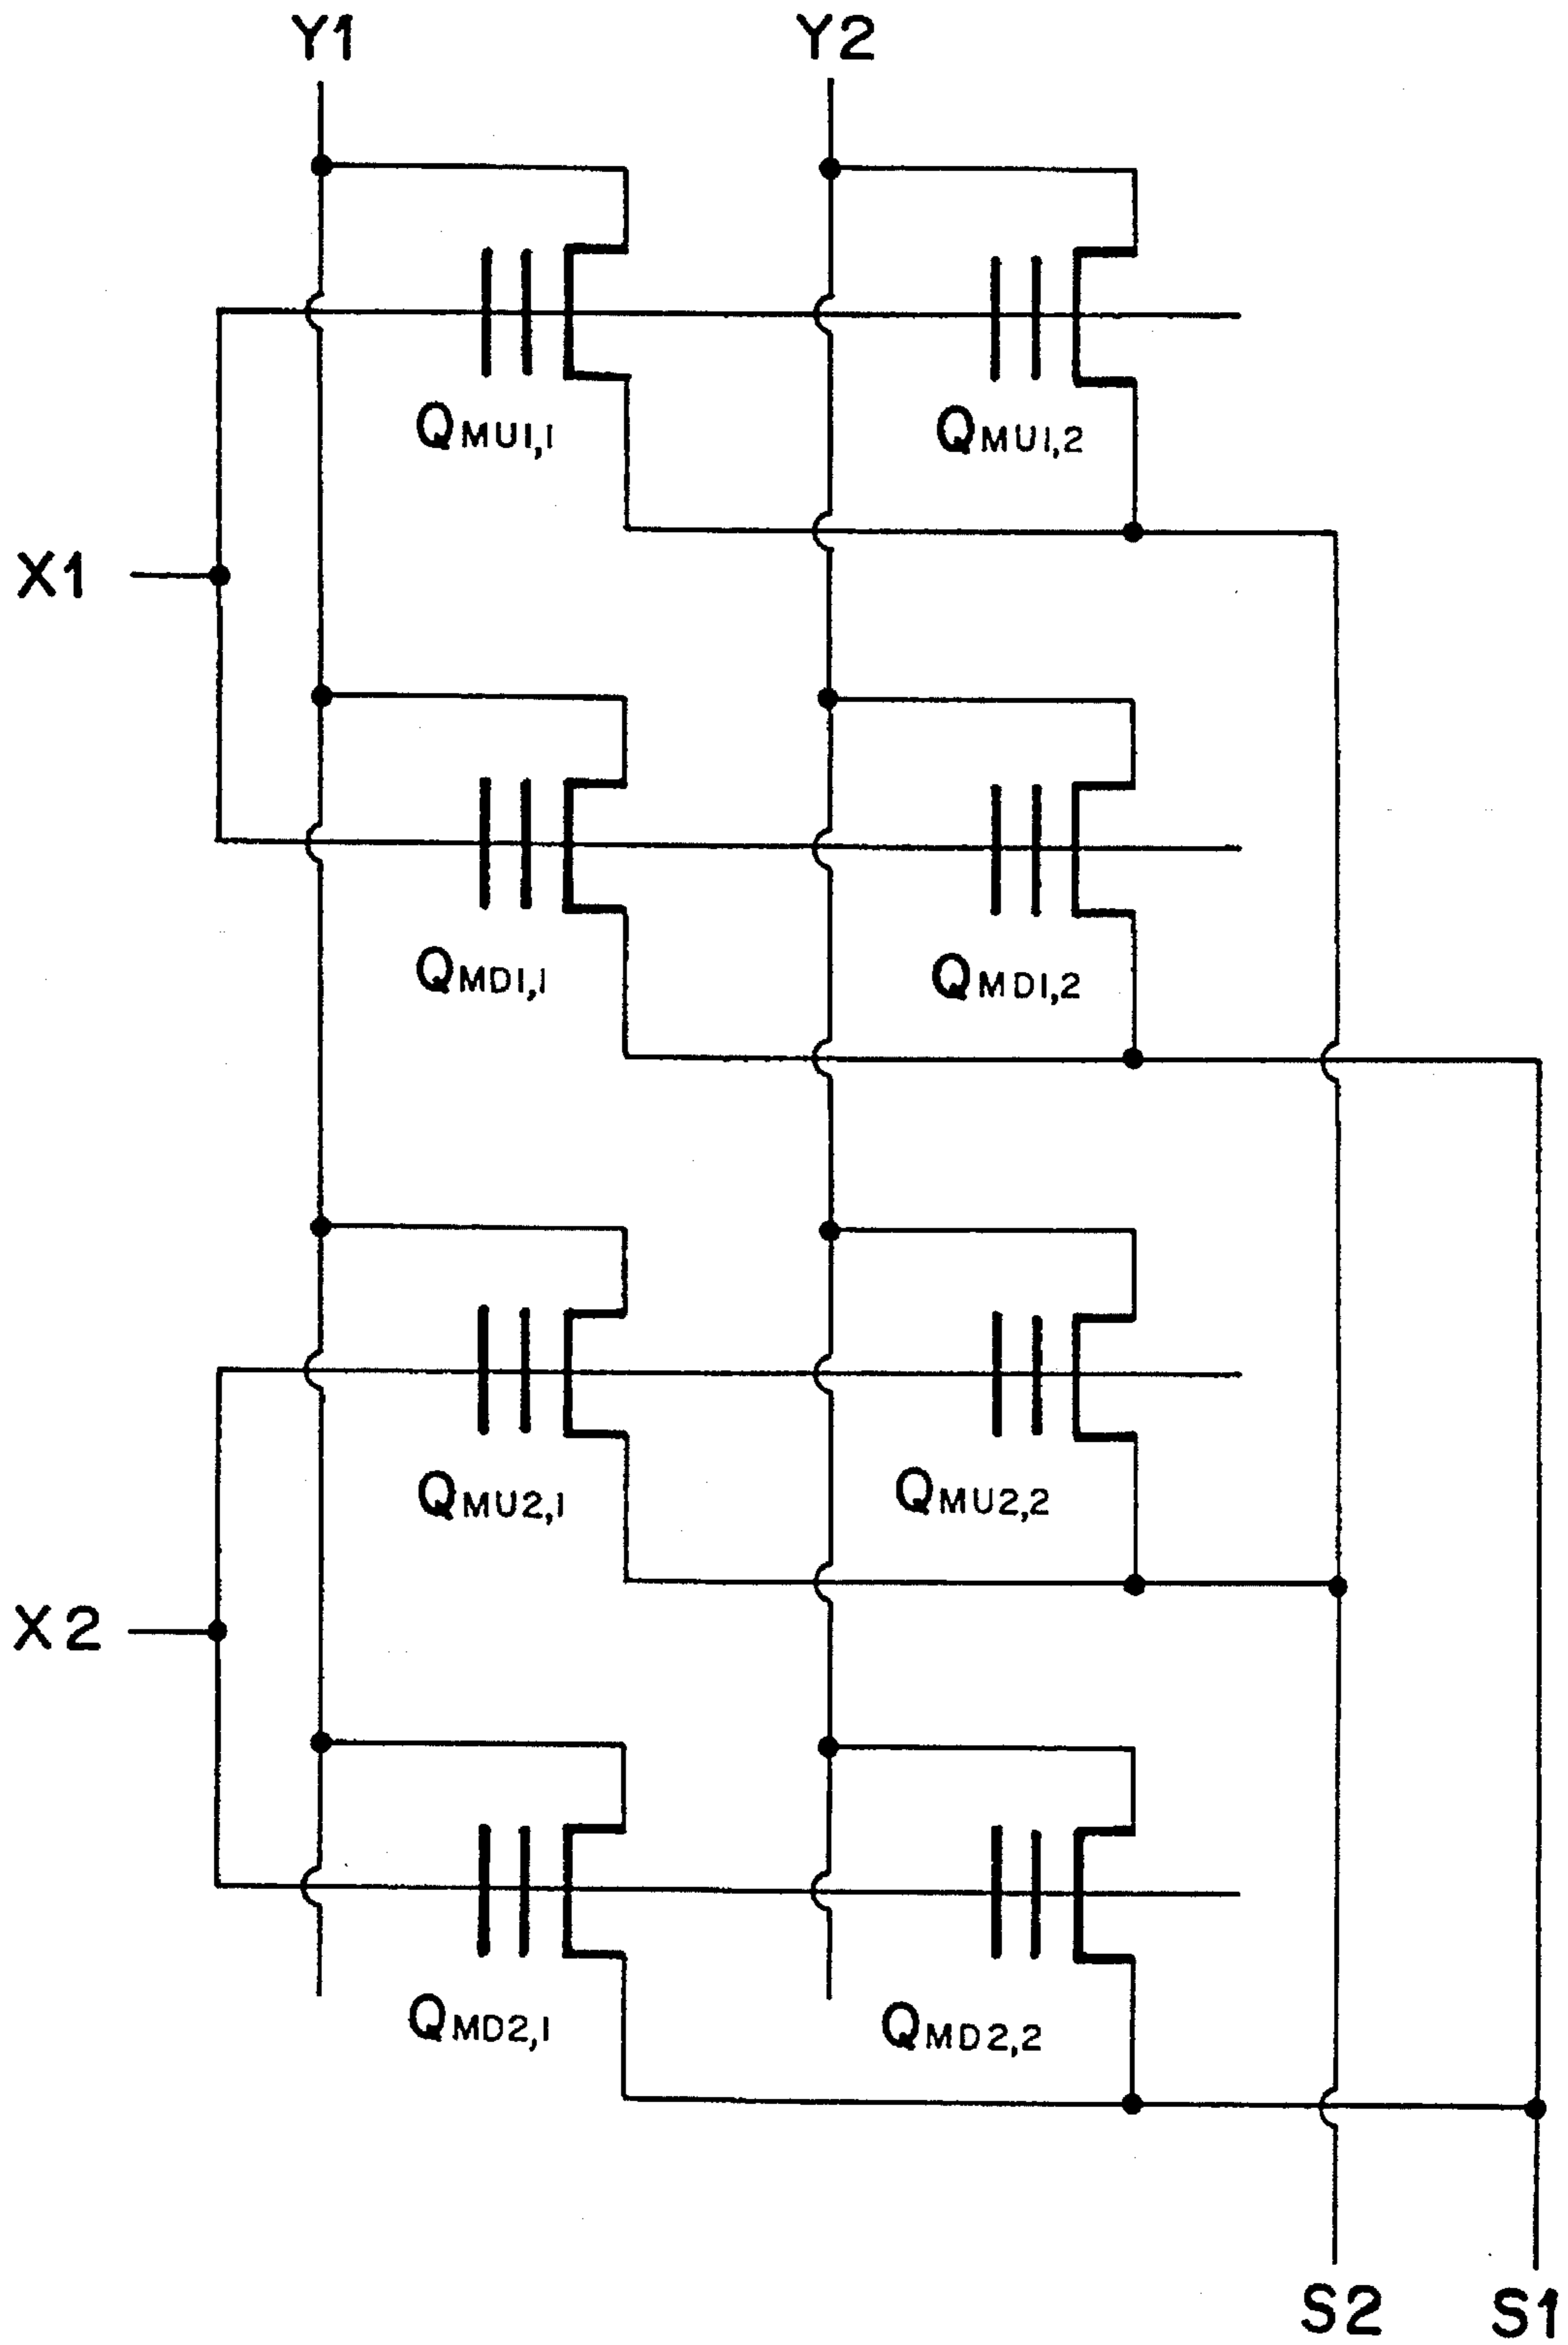 Y1 Y2
QMU1,1 QMU1,2
X1
QMD1,1 QMD1,2
QMU2,1 QMU2,2
X2
QMD2,1 QMD2,2
S2 S1